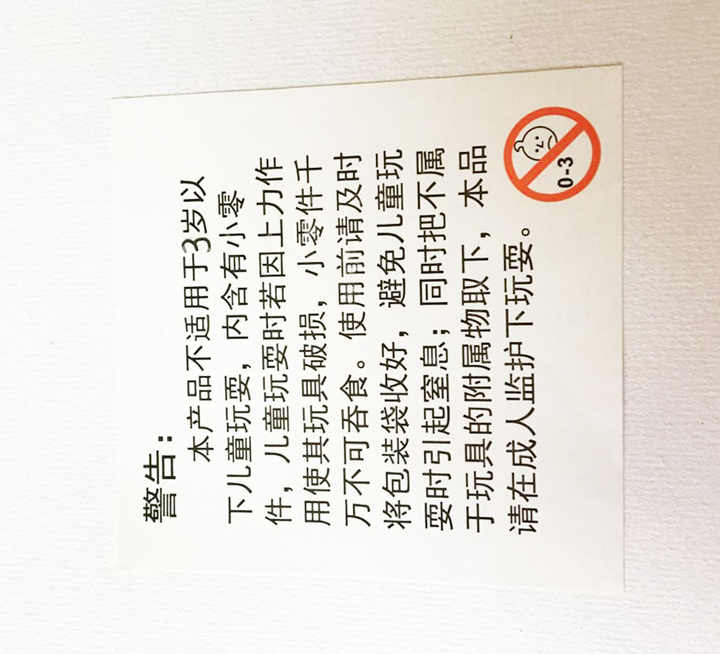 警告：
本产品不适用于3岁以
下儿童玩耍，内含有小零
件，儿童玩耍时若因上力作
用使其玩具破损，小零件千
万不可吞食。使用前请及时
将包装袋收好，避免儿童玩
耍时引起窒息；同时把不属
于玩具的附属物取下，本品
请在成人监护下玩耍。
0-3